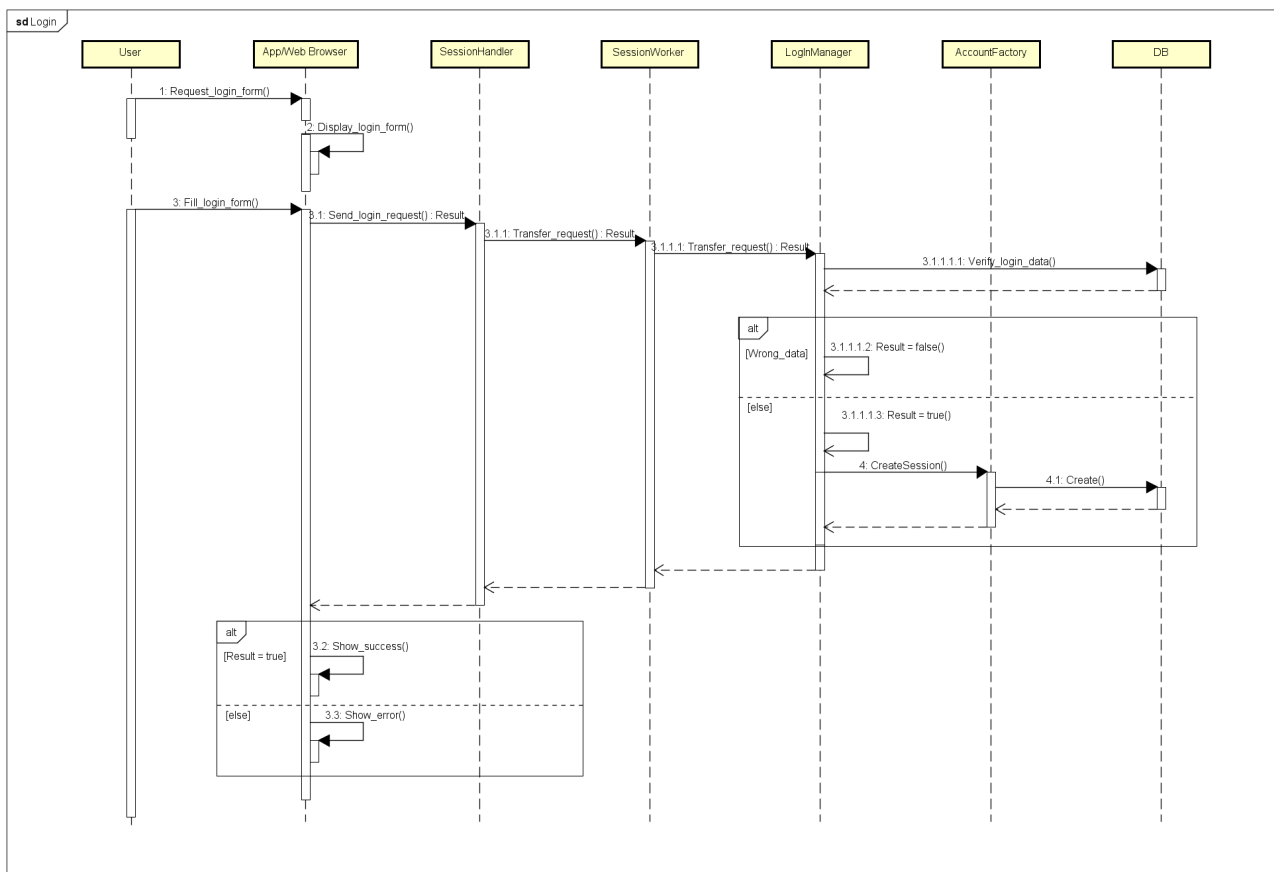 sd Login
User
App/Web Browser
SessionHandler
SessionWorker
LogInManager
AccountFactory
DB
1: Request_login_form()
2: Display_login_form()
3: Fill_login_form()
3.1: Send_login_request() : Result
3.1.1: Transfer_request() : Result
3.1.1.1: Transfer_request() : Result
3.1.1.1.1: Verify_login_data()
alt
[Wrong_data]
3.1.1.1.2: Result = false()
[else]
3.1.1.1.3: Result = true()
4: CreateSession()
4.1: Create()
alt
[Result = true]
3.2: Show_success()
[else]
3.3: Show_error()